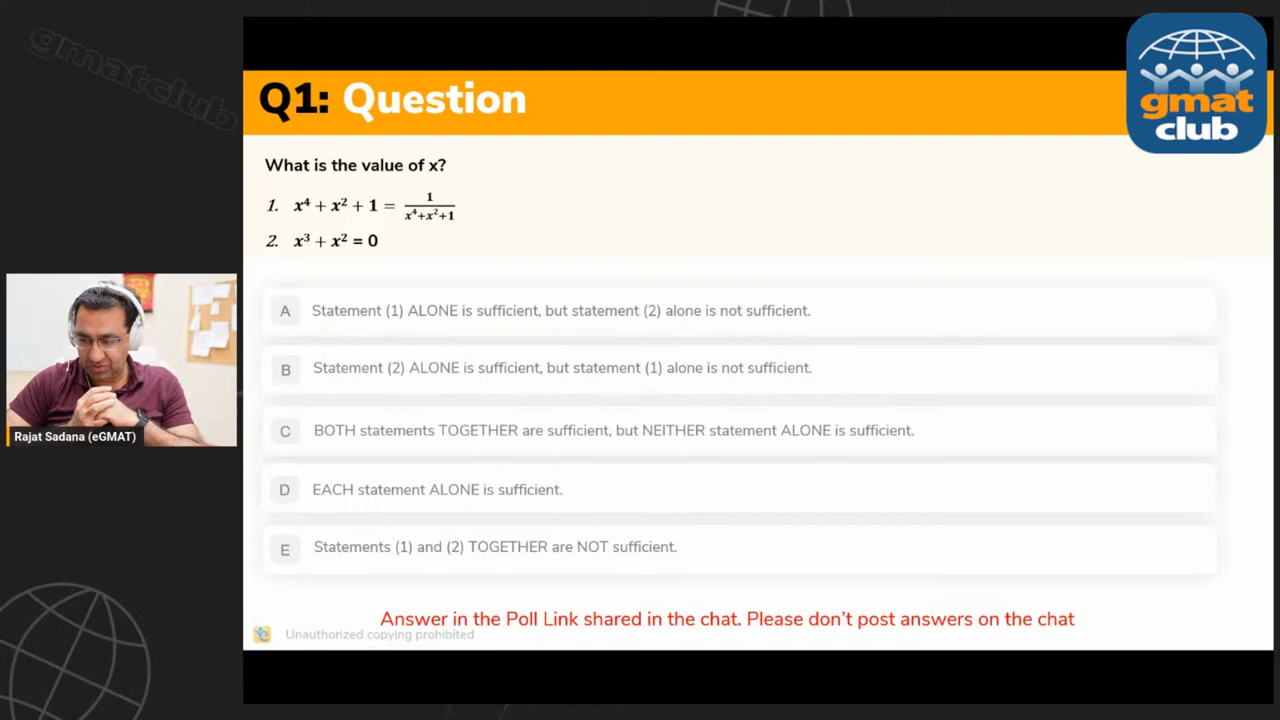 gmatclub
Q1: Question
gmat
club
What is the value of x?
1. x⁴ + x² + 1 = 1/(x⁴+x²+1)
2. x³ + x² = 0
A Statement (1) ALONE is sufficient, but statement (2) alone is not sufficient.
B Statement (2) ALONE is sufficient, but statement (1) alone is not sufficient.
C BOTH statements TOGETHER are sufficient, but NEITHER statement ALONE is sufficient.
D EACH statement ALONE is sufficient.
E Statements (1) and (2) TOGETHER are NOT sufficient.
Rajat Sadana (eGMAT)
Answer in the Poll Link shared in the chat. Please don’t post answers on the chat
Unauthorized copying prohibited